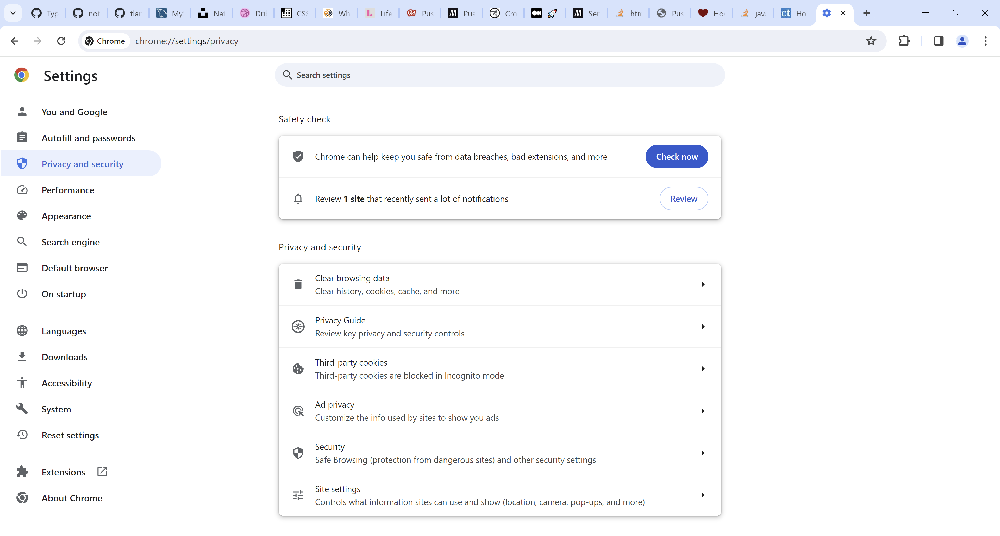 Typ
not
tlar
My
Nat
Dri
CSS
Wh
Life
Pus
Pus
Cro
Ser
htm
Pus
Ho
jav
Ho
Chrome
chrome://settings/privacy
Settings
Search settings
You and Google
Autofill and passwords
Privacy and security
Performance
Appearance
Search engine
Default browser
On startup
Languages
Downloads
Accessibility
System
Reset settings
Extensions
About Chrome
Safety check
Chrome can help keep you safe from data breaches, bad extensions, and more
Check now
Review 1 site that recently sent a lot of notifications
Review
Privacy and security
Clear browsing data
Clear history, cookies, cache, and more
Privacy Guide
Review key privacy and security controls
Third-party cookies
Third-party cookies are blocked in Incognito mode
Ad privacy
Customize the info used by sites to show you ads
Security
Safe Browsing (protection from dangerous sites) and other security settings
Site settings
Controls what information sites can use and show (location, camera, pop-ups, and more)